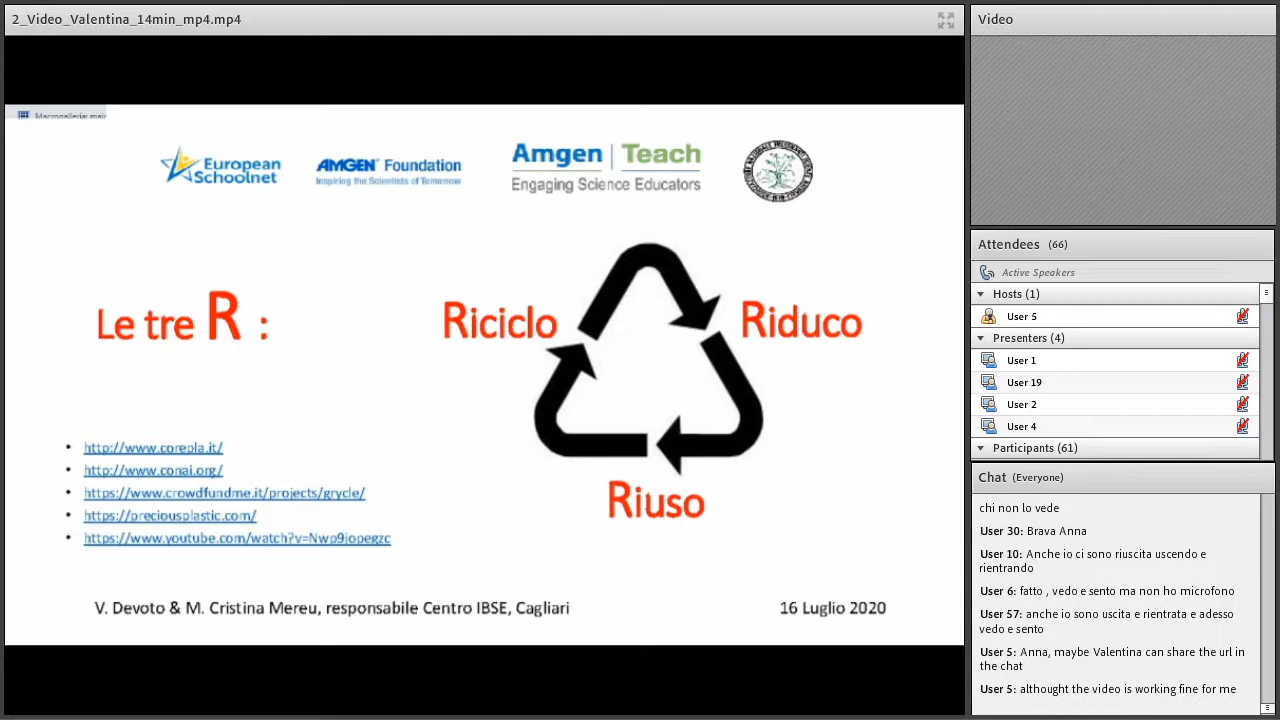 2_Video_Valentina_14min_mp4.mp4
European
Schoolnet
AMGEN Foundation
Inspiring the Scientists of Tomorrow
Amgen | Teach
Engaging Science Educators
Le tre R :
Riciclo
Riduco
Riuso
• http://www.corepla.it/
• http://www.conai.org/
• https://www.crowdfundme.it/projects/grycle/
• https://preciousplastic.com/
• https://www.youtube.com/watch?v=Nwp9iopegzc
V. Devoto & M. Cristina Mereu, responsabile Centro IBSE, Cagliari
16 Luglio 2020
Video
Attendees (66)
Active Speakers
Hosts (1)
User 5
Presenters (4)
User 1
User 19
User 2
User 4
Participants (61)
Chat (Everyone)
chi non lo vede
User 30: Brava Anna
User 10: Anche io ci sono riuscita uscendo e
rientrando
User 6: fatto , vedo e sento ma non ho microfono
User 57: anche io sono uscita e rientrata e adesso
vedo e sento
User 5: Anna, maybe Valentina can share the url in
the chat
User 5: althought the video is working fine for me